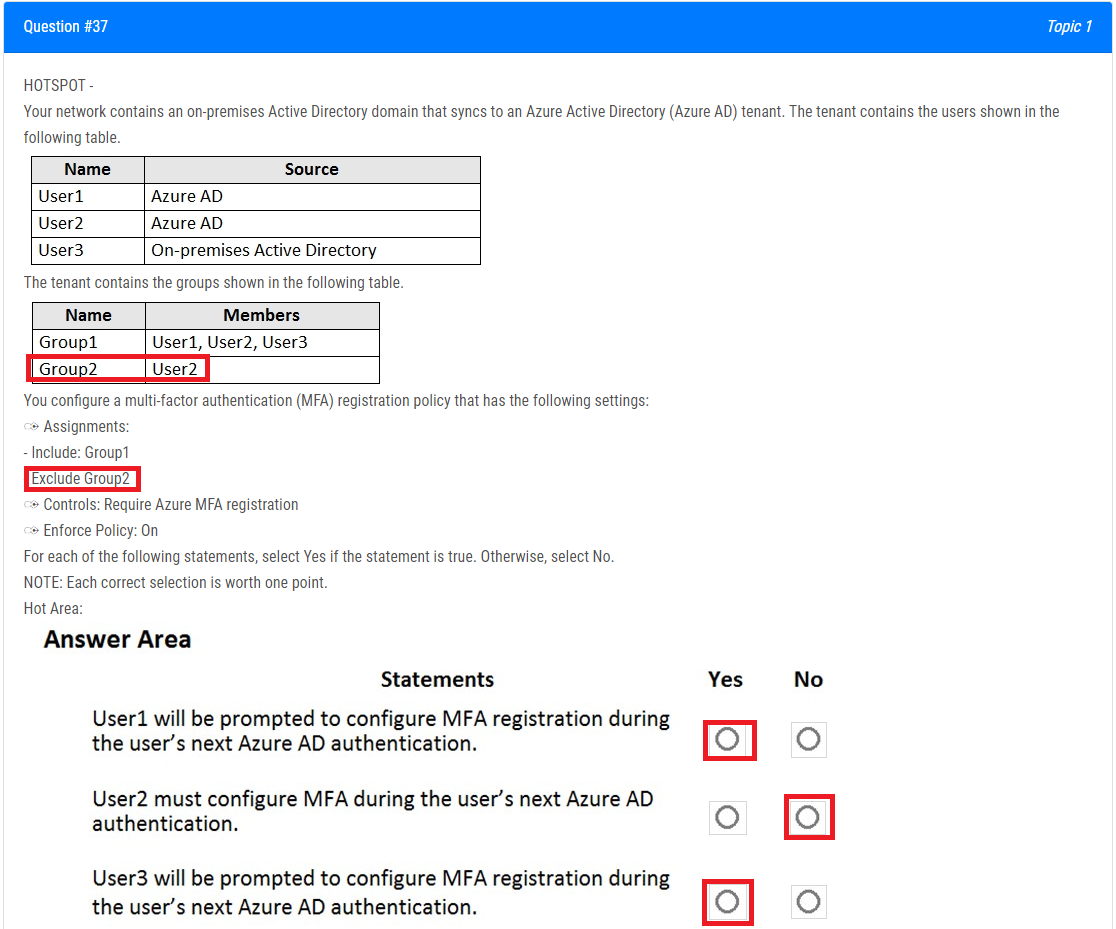 Question #37
Topic 1
HOTSPOT -
Your network contains an on-premises Active Directory domain that syncs to an Azure Active Directory (Azure AD) tenant. The tenant contains the users shown in the
following table.
Name Source
User1 Azure AD
User2 Azure AD
User3 On-premises Active Directory
The tenant contains the groups shown in the following table.
Name Members
Group1 User1, User2, User3
Group2 User2
You configure a multi-factor authentication (MFA) registration policy that has the following settings:
Assignments:
- Include: Group1
Exclude Group2
Controls: Require Azure MFA registration
Enforce Policy: On
For each of the following statements, select Yes if the statement is true. Otherwise, select No.
NOTE: Each correct selection is worth one point.
Hot Area:
Answer Area
Statements Yes No
User1 will be prompted to configure MFA registration during
the user's next Azure AD authentication.
User2 must configure MFA during the user's next Azure AD
authentication.
User3 will be prompted to configure MFA registration during
the user's next Azure AD authentication.